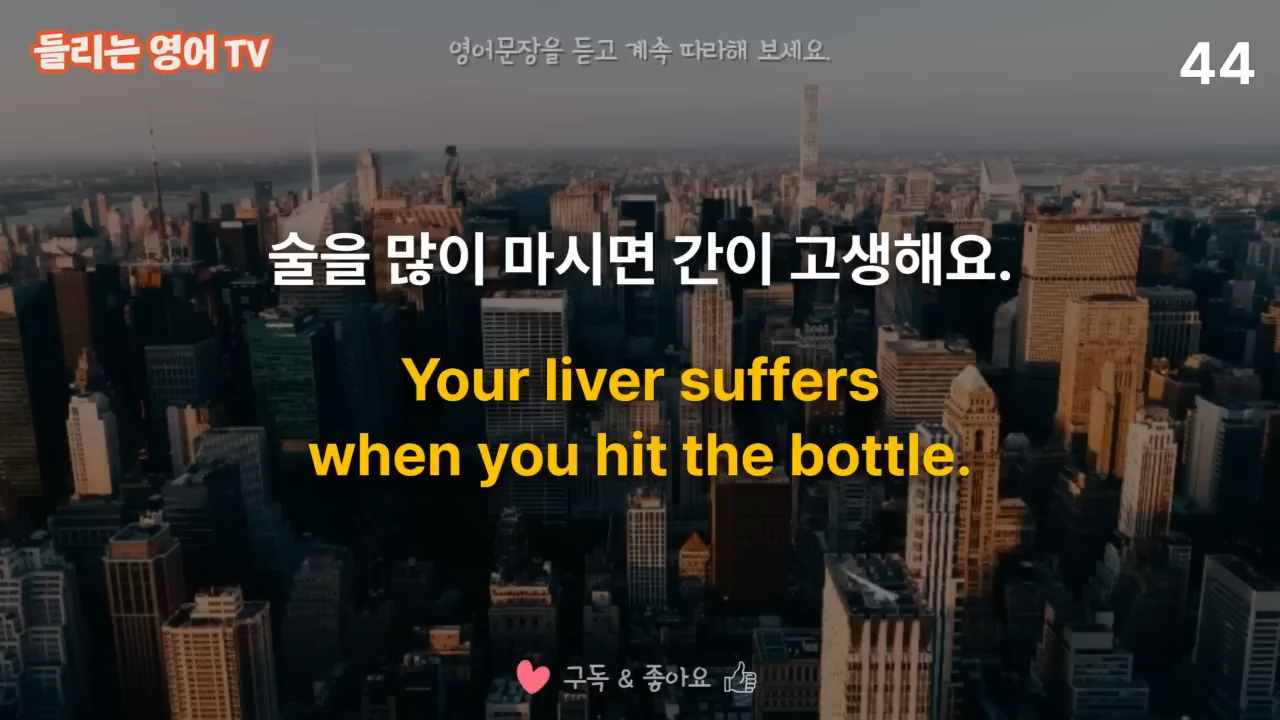 들리는 영어 TV
영어문장을 듣고 계속 따라해 보세요.
44
술을 많이 마시면 간이 고생해요.
Your liver suffers
when you hit the bottle.
구독 & 좋아요